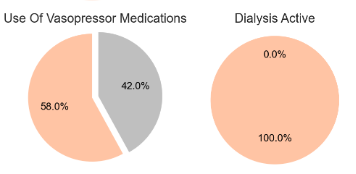 Use Of Vasopressor Medications
Dialysis Active
58.0%
42.0%
0.0%
100.0%